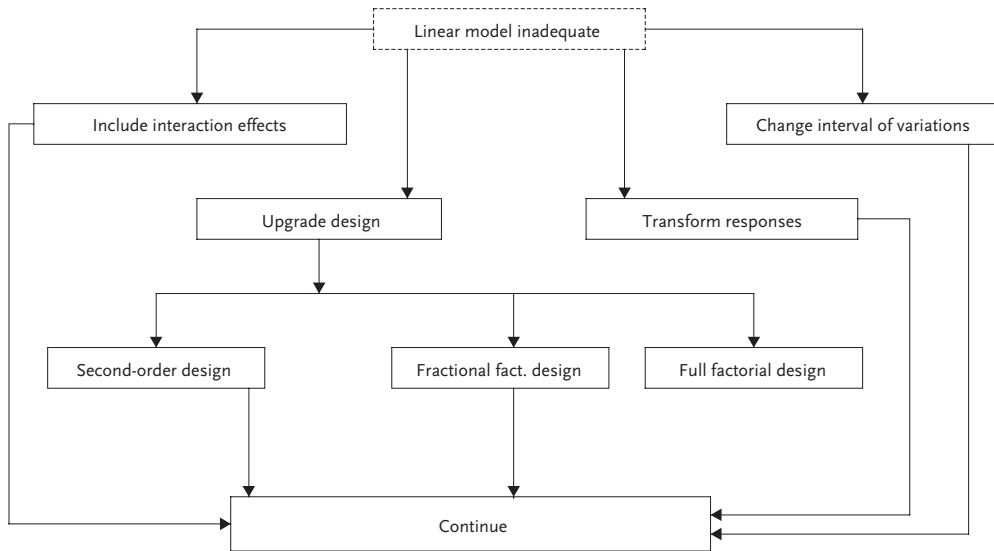 Linear model inadequate
Include interaction effects
Change interval of variations
Upgrade design
Transform responses
Second-order design
Fractional fact. design
Full factorial design
Continue